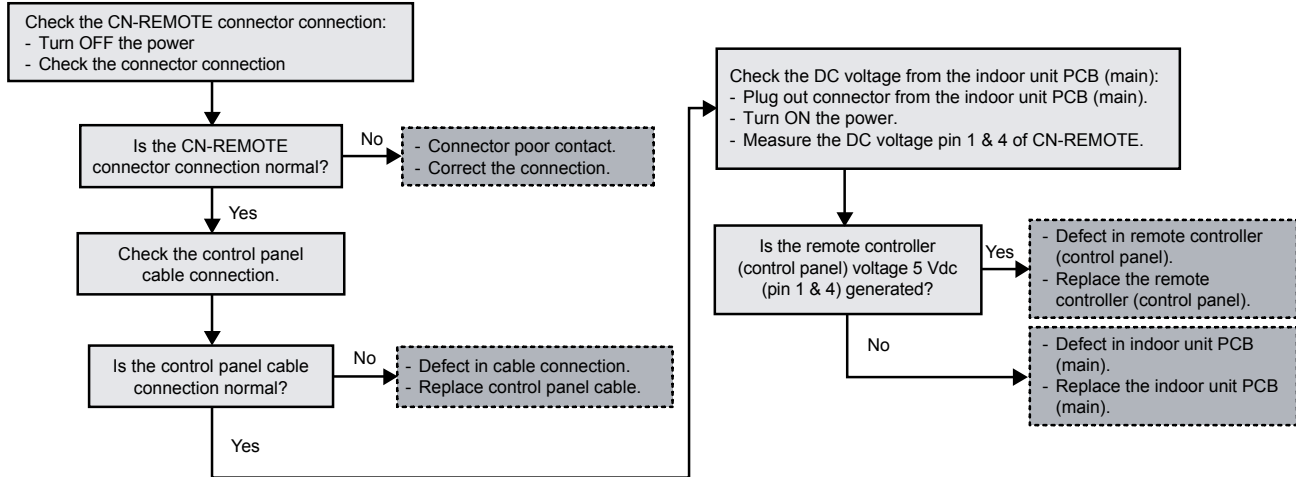 Check the CN-REMOTE connector connection:
- Turn OFF the power
- Check the connector connection
Is the CN-REMOTE
connector connection normal?
No
- Connector poor contact.
- Correct the connection.
Yes
Check the control panel
cable connection.
Is the control panel cable
connection normal?
No
- Defect in cable connection.
- Replace control panel cable.
Yes
Check the DC voltage from the indoor unit PCB (main):
- Plug out connector from the indoor unit PCB (main).
- Turn ON the power.
- Measure the DC voltage pin 1 & 4 of CN-REMOTE.
Is the remote controller
(control panel) voltage 5 Vdc
(pin 1 & 4) generated?
Yes
- Defect in remote controller
(control panel).
- Replace the remote
controller (control panel).
No
- Defect in indoor unit PCB
(main).
- Replace the indoor unit PCB
(main).